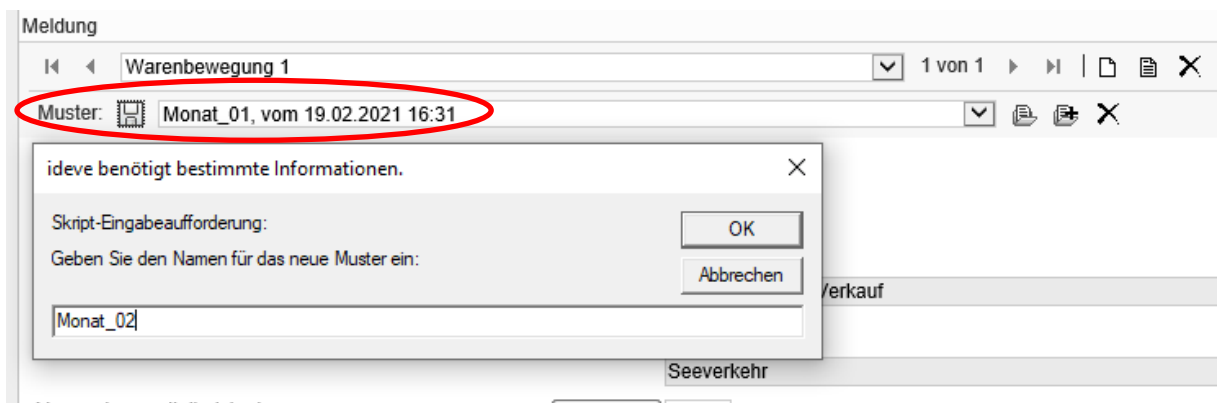 Meldung
Warenbewegung 1 1 von 1
Muster: Monat_01, vom 19.02.2021 16:31
ideve benötigt bestimmte Informationen.
Skript-Eingabeaufforderung:
OK
Geben Sie den Namen für das neue Muster ein:
Abbrechen
Verkauf
Monat_02
Seeverkehr